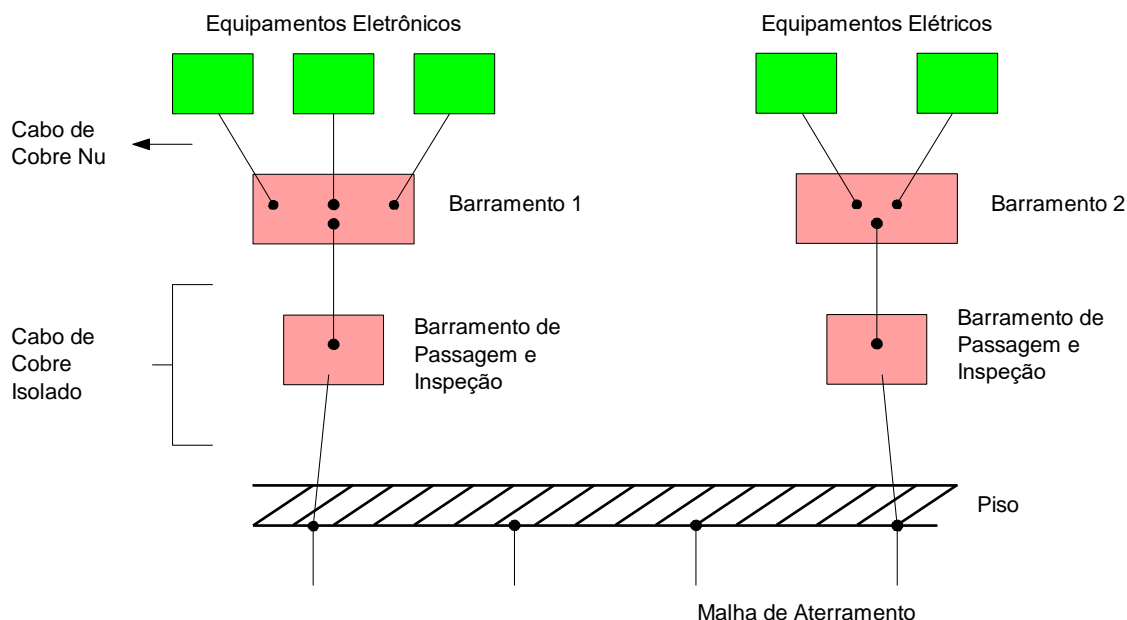 Equipamentos Eletrônicos
Equipamentos Elétricos
Cabo de
Cobre Nu
Barramento 1
Barramento 2
Cabo de
Cobre
Isolado
Barramento de
Passagem e
Inspeção
Barramento de
Passagem e
Inspeção
Piso
Malha de Aterramento